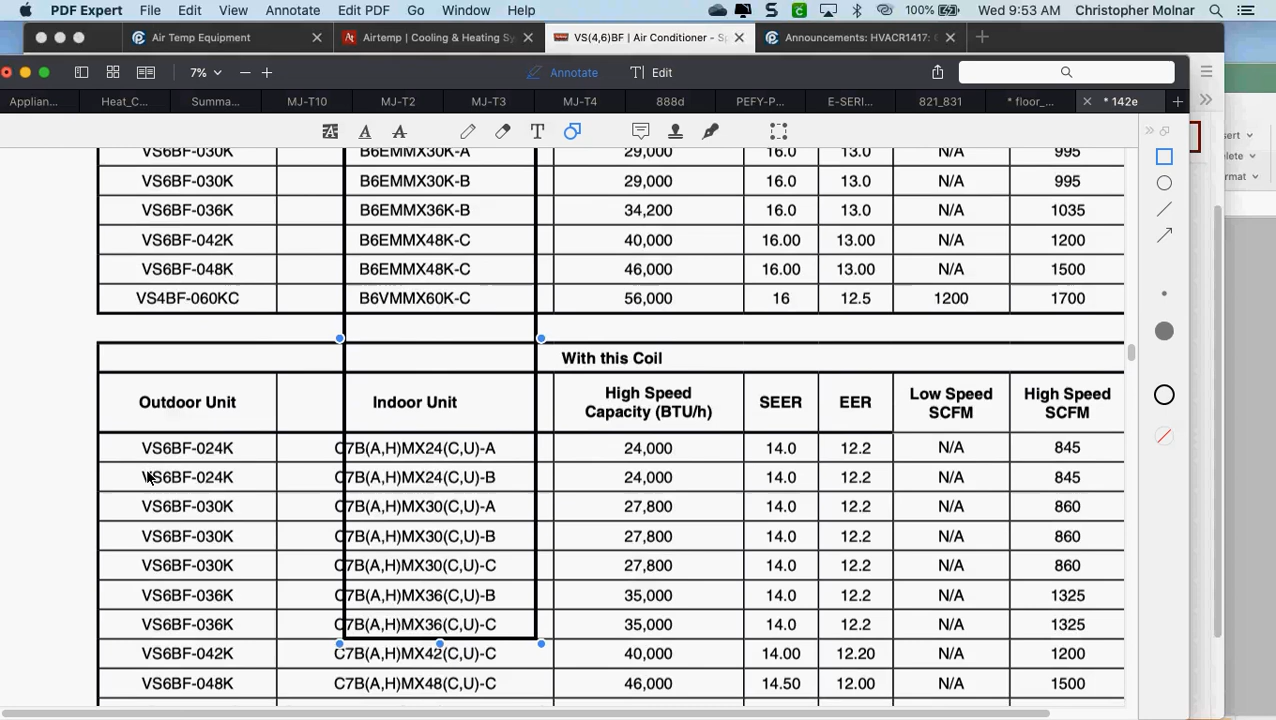 PDF Expert File Edit View Annotate Edit PDF Go Window Help 100% Wed 9:53 AM Christopher Molnar
Air Temp Equipment × Airtemp | Cooling & Heating Sy × VS(4,6)BF | Air Conditioner - Sp × Announcements: HVACR1417: × +
7% − + Annotate Edit
Applian... Heat_C... Summa... MJ-T10 MJ-T2 MJ-T3 MJ-T4 888d PEFY-P... E-SERI... 821_831 * floor_... × * 142e +
sert
elete
ormat
VS6BF-030K B6EMMX30K-A 29,000 16.0 13.0 N/A 995
VS6BF-030K B6EMMX30K-B 29,000 16.0 13.0 N/A 995
VS6BF-036K B6EMMX36K-B 34,200 16.0 13.0 N/A 1035
VS6BF-042K B6EMMX48K-C 40,000 16.00 13.00 N/A 1200
VS6BF-048K B6EMMX48K-C 46,000 16.00 13.00 N/A 1500
VS4BF-060KC B6VMMX60K-C 56,000 16 12.5 1200 1700
With this Coil
Outdoor Unit Indoor Unit High Speed Capacity (BTU/h) SEER EER Low Speed SCFM High Speed SCFM
VS6BF-024K C7B(A,H)MX24(C,U)-A 24,000 14.0 12.2 N/A 845
VS6BF-024K C7B(A,H)MX24(C,U)-B 24,000 14.0 12.2 N/A 845
VS6BF-030K C7B(A,H)MX30(C,U)-A 27,800 14.0 12.2 N/A 860
VS6BF-030K C7B(A,H)MX30(C,U)-B 27,800 14.0 12.2 N/A 860
VS6BF-030K C7B(A,H)MX30(C,U)-C 27,800 14.0 12.2 N/A 860
VS6BF-036K C7B(A,H)MX36(C,U)-B 35,000 14.0 12.2 N/A 1325
VS6BF-036K C7B(A,H)MX36(C,U)-C 35,000 14.0 12.2 N/A 1325
VS6BF-042K C7B(A,H)MX42(C,U)-C 40,000 14.00 12.20 N/A 1200
VS6BF-048K C7B(A,H)MX48(C,U)-C 46,000 14.50 12.00 N/A 1500